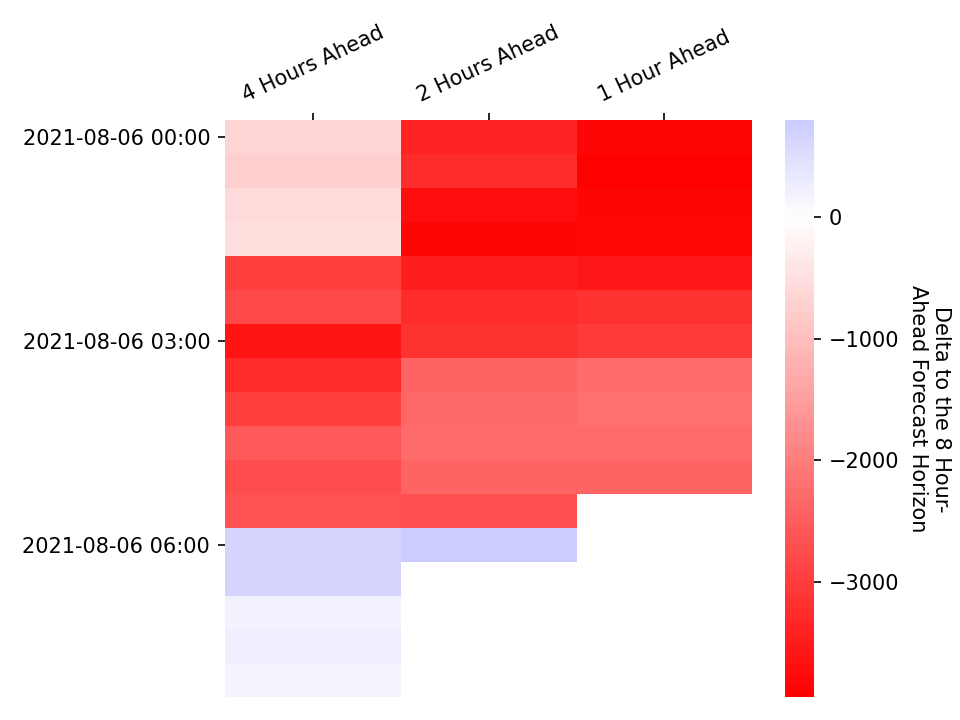 4 Hours Ahead
2 Hours Ahead
1 Hour Ahead
2021-08-06 00:00
2021-08-06 03:00
2021-08-06 06:00
0
−1000
−2000
−3000
Delta to the 8 Hour-
Ahead Forecast Horizon